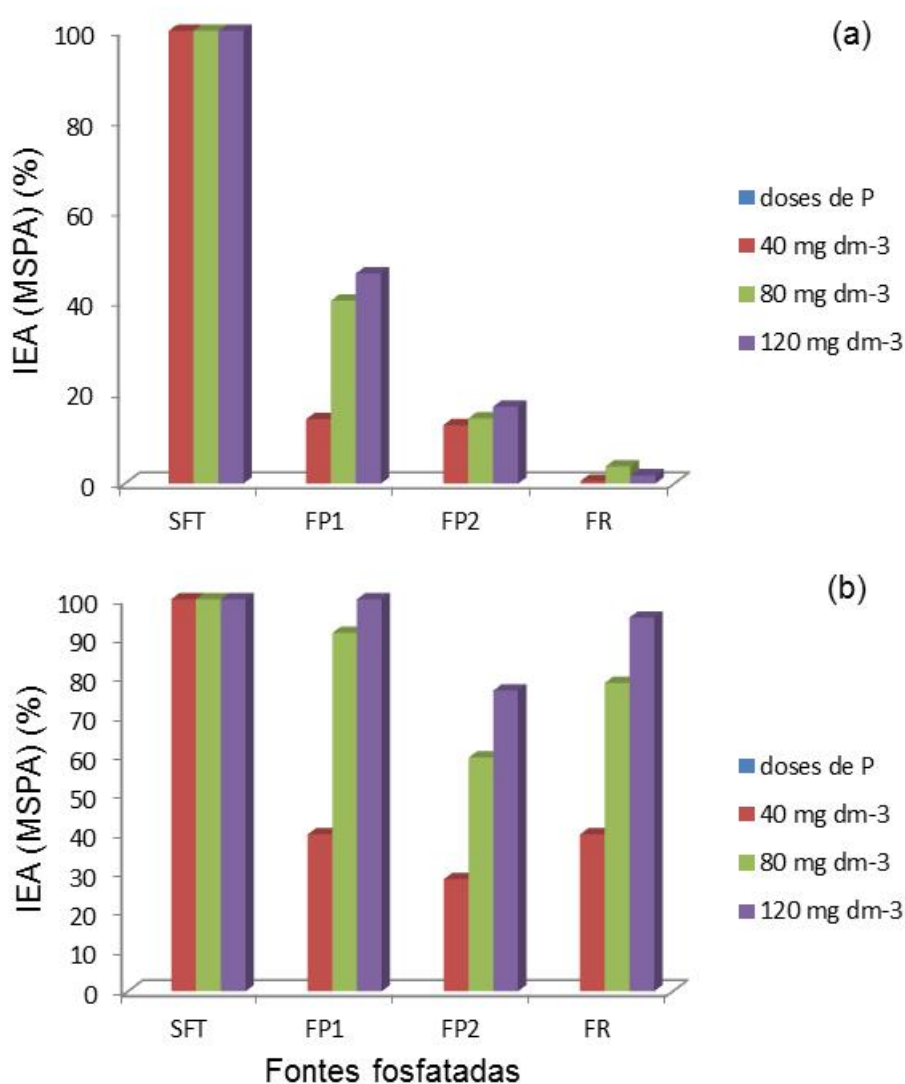 (a)
IEA (MSPA) (%)
100
80
60
40
20
0
SFT FP1 FP2 FR
doses de P
40 mg dm-3
80 mg dm-3
120 mg dm-3
(b)
IEA (MSPA) (%)
100
90
80
70
60
50
40
30
20
10
0
SFT FP1 FP2 FR
doses de P
40 mg dm-3
80 mg dm-3
120 mg dm-3
Fontes fosfatadas